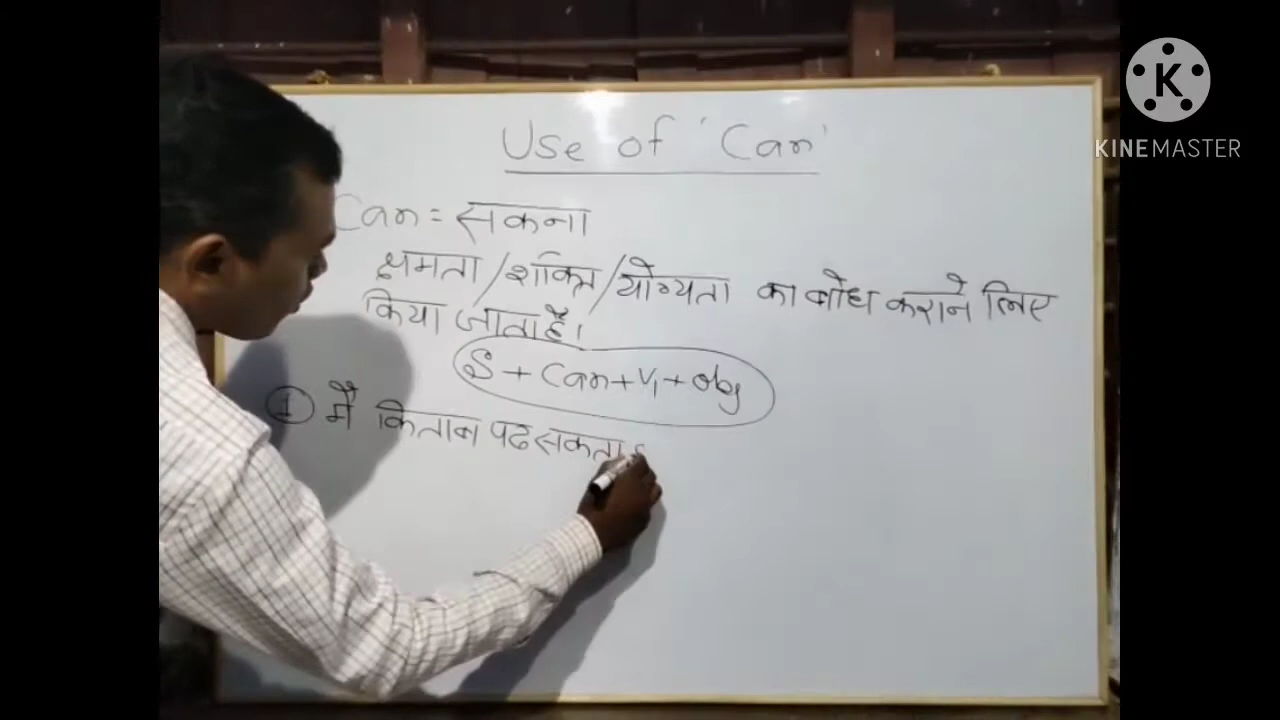 Use of 'Can'
Can = सकना
क्षमता / शक्ति / योग्यता का बोध कराने लिए
किया जाता है।
S + Can + V1 + obj
1 मैं किताब पढ सकता
K
KINEMASTER